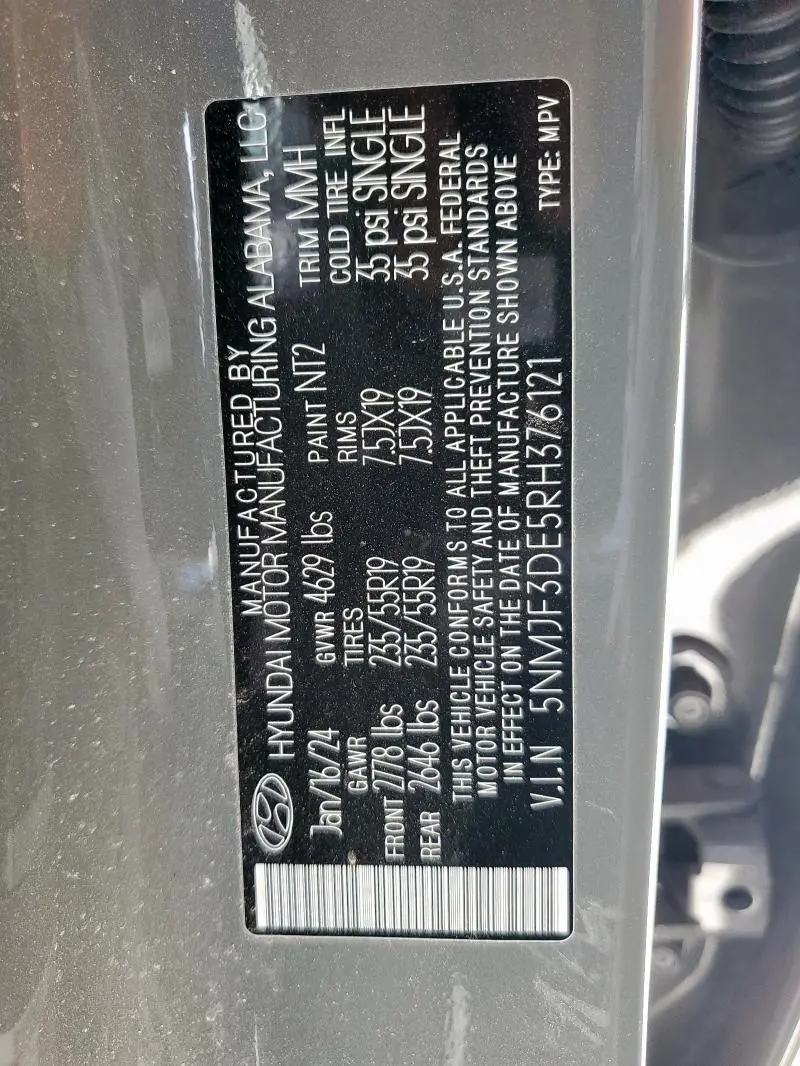 MANUFACTURED BY
HYUNDAI MOTOR MANUFACTURING ALABAMA, LLC
Jan/16/24 GVWR 4629 lbs PAINT NT2 TRIM MMH
GAWR TIRES RIMS COLD TIRE INFL
FRONT 2778 lbs 235/55R19 7.5JX19 35 psi SINGLE
REAR 2646 lbs 235/55R19 7.5JX19 35 psi SINGLE
THIS VEHICLE CONFORMS TO ALL APPLICABLE U.S.A. FEDERAL
MOTOR VEHICLE SAFETY AND THEFT PREVENTION STANDARDS
IN EFFECT ON THE DATE OF MANUFACTURE SHOWN ABOVE
V.I.N 5NMJF3DE5RH376121 TYPE: MPV